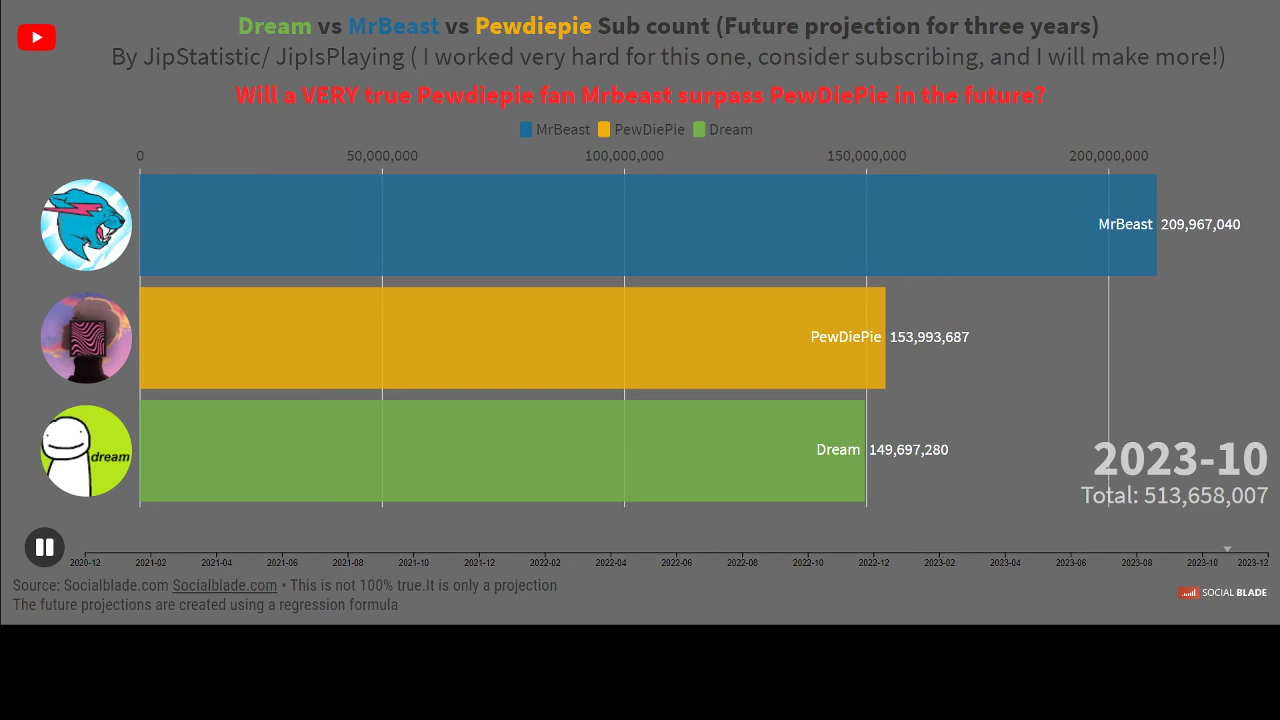 Dream vs MrBeast vs Pewdiepie Sub count (Future projection for three years)
By JipStatistic/ JipIsPlaying ( I worked very hard for this one, consider subscribing, and I will make more!)
Will a VERY true Pewdiepie fan Mrbeast surpass PewDiePie in the future?
MrBeast PewDiePie Dream
0 50,000,000 100,000,000 150,000,000 200,000,000
MrBeast 209,967,040
PewDiePie 153,993,687
dream
Dream 149,697,280
2023-10
Total: 513,658,007
2020-12 2021-02 2021-04 2021-06 2021-08 2021-10 2021-12 2022-02 2022-04 2022-06 2022-08 2022-10 2022-12 2023-02 2023-04 2023-06 2023-08 2023-10 2023-12
Source: Socialblade.com Socialblade.com • This is not 100% true.It is only a projection
The future projections are created using a regression formula
SOCIAL BLADE